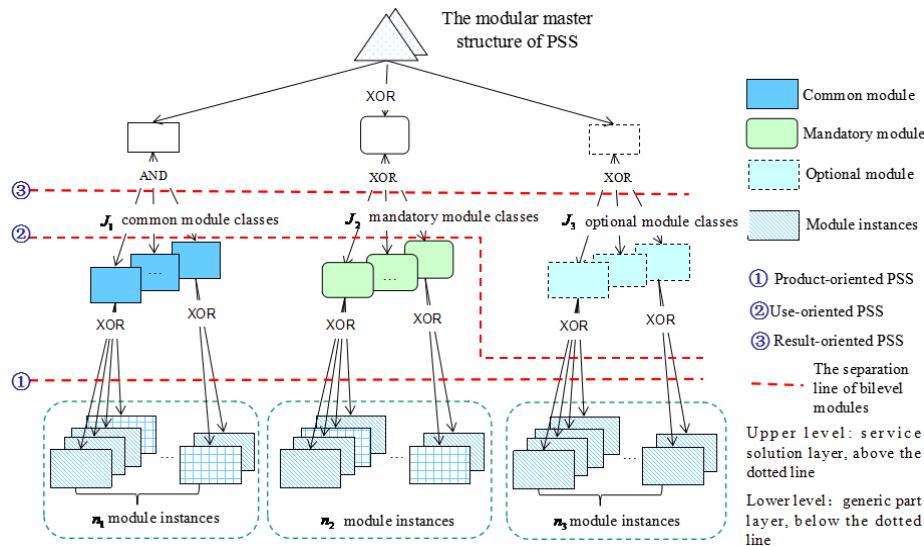 The modular master
structure of PSS
XOR
AND
XOR
XOR
③
J₁ common module classes
J₂ mandatory module classes
J₃ optional module classes
②
...
...
...
XOR
XOR
XOR
XOR
XOR
XOR
①
...
...
...
n₁ module instances
n₂ module instances
n₃ module instances
Common module
Mandatory module
Optional module
Module instances
① Product-oriented PSS
② Use-oriented PSS
③ Result-oriented PSS
The separation
line of bilevel
modules
Upper level: service
solution layer, above the
dotted line
Lower level: generic part
layer, below the dotted
line